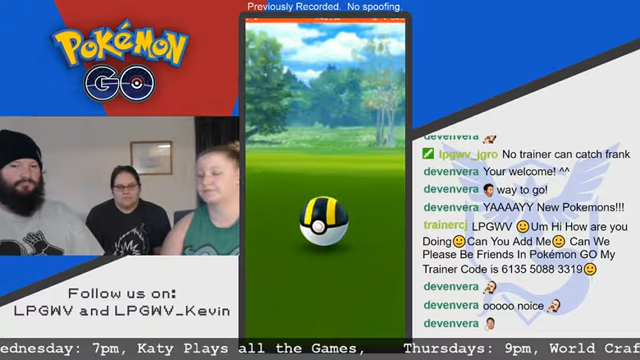 Previously Recorded. No spoofing.
POKÉMON
GO
devenvera
lpgwv_jgro No trainer can catch frank
devenvera Your welcome! ^^
devenvera way to go!
devenvera YAAAAYY New Pokemons!!!
trainercj LPGWV 🙂Um Hi How are you
Doing🙂Can You Add Me🙂 Can We
Please Be Friends In Pokémon GO My
Trainer Code is 6135 5088 3319🙂
devenvera
devenvera ooooo noice
devenvera
Follow us on:
LPGWV and LPGWV_Kevin
ednesday: 7pm, Katy Plays all the Games, Thursdays: 9pm, World Craf